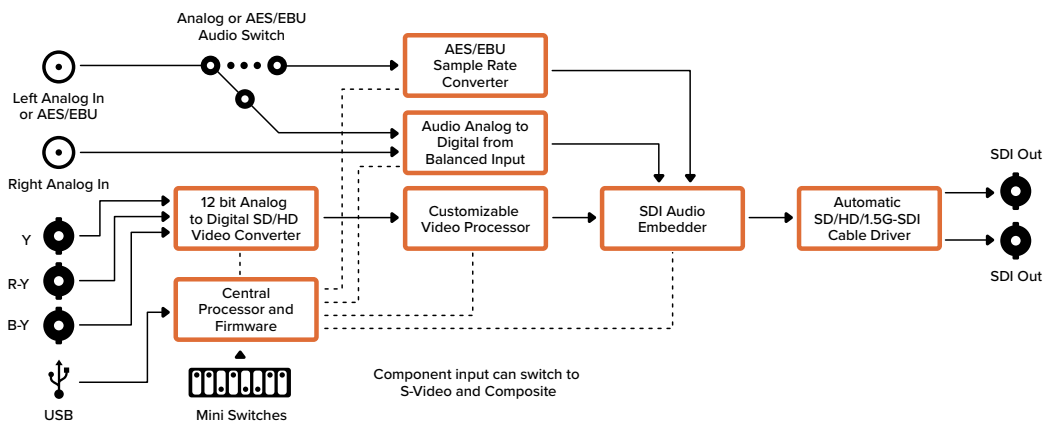 Analog or AES/EBU
Audio Switch
Left Analog In
or AES/EBU
Right Analog In
AES/EBU
Sample Rate
Converter
Audio Analog to
Digital from
Balanced Input
Y
R-Y
B-Y
USB
12 bit Analog
to Digital SD/HD
Video Converter
Customizable
Video Processor
SDI Audio
Embedder
Automatic
SD/HD/1.5G-SDI
Cable Driver
SDI Out
SDI Out
Central
Processor and
Firmware
Mini Switches
Component input can switch to
S-Video and Composite